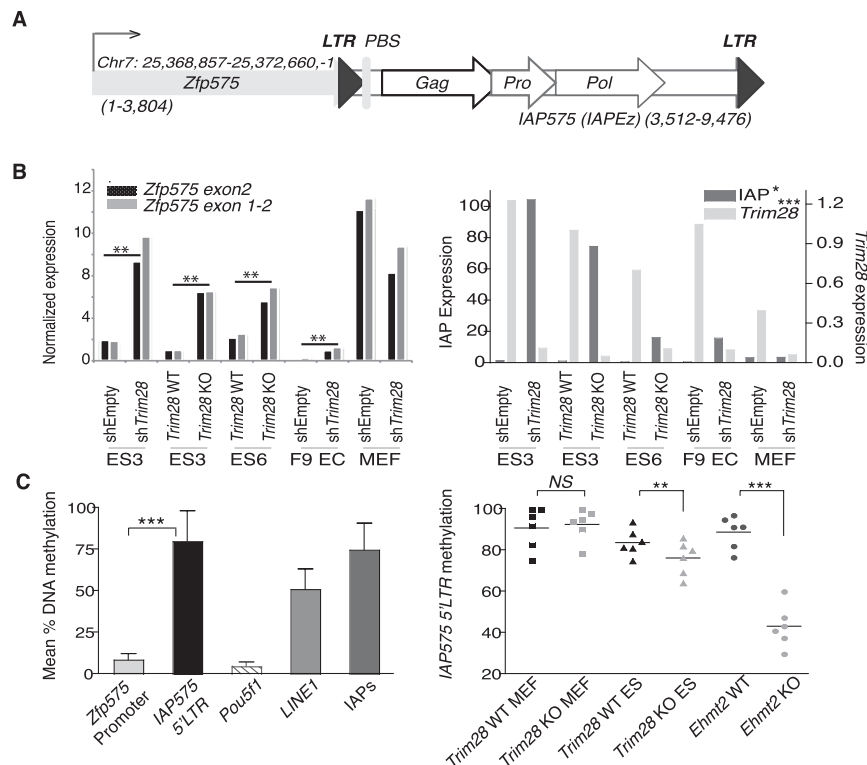 A
LTR PBS LTR
Chr7: 25,368,857-25,372,660,-1
Zfp575 Gag Pro Pol
(1-3,804) IAP575 (IAPEz) (3,512-9,476)
B
Normalized expression
12
8
4
0
Zfp575 exon2
Zfp575 exon 1-2
**
**
**
**
shEmpty
shTrim28
Trim28 WT
Trim28 KO
Trim28 WT
Trim28 KO
shEmpty
shTrim28
shEmpty
shTrim28
ES3 ES3 ES6 F9 EC MEF
IAP Expression
100
80
60
40
20
0
IAP *
Trim28 ***
1.2
0.9
0.6
0.3
0.0
Trim28 expression
shEmpty
shTrim28
Trim28 WT
Trim28 KO
Trim28 WT
Trim28 KO
shEmpty
shTrim28
shEmpty
shTrim28
ES3 ES3 ES6 F9 EC MEF
C
Mean % DNA methylation
100
75
50
25
0
***
Zfp575
Promoter
IAP575
5'LTR
Pou5f1
LINE1
IAPs
IAP575 5'LTR methylation
100
80
60
40
20
NS
**
***
Trim28 WT MEF
Trim28 KO MEF
Trim28 WT ES
Trim28 KO ES
Ehmt2 WT
Ehmt2 KO